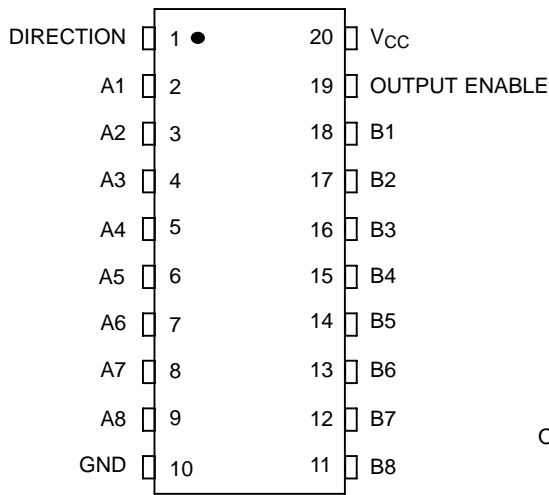 DIRECTION 1 20 VCC
A1 2 19 OUTPUT ENABLE
A2 3 18 B1
A3 4 17 B2
A4 5 16 B3
A5 6 15 B4
A6 7 14 B5
A7 8 13 B6
A8 9 12 B7
GND 10 11 B8